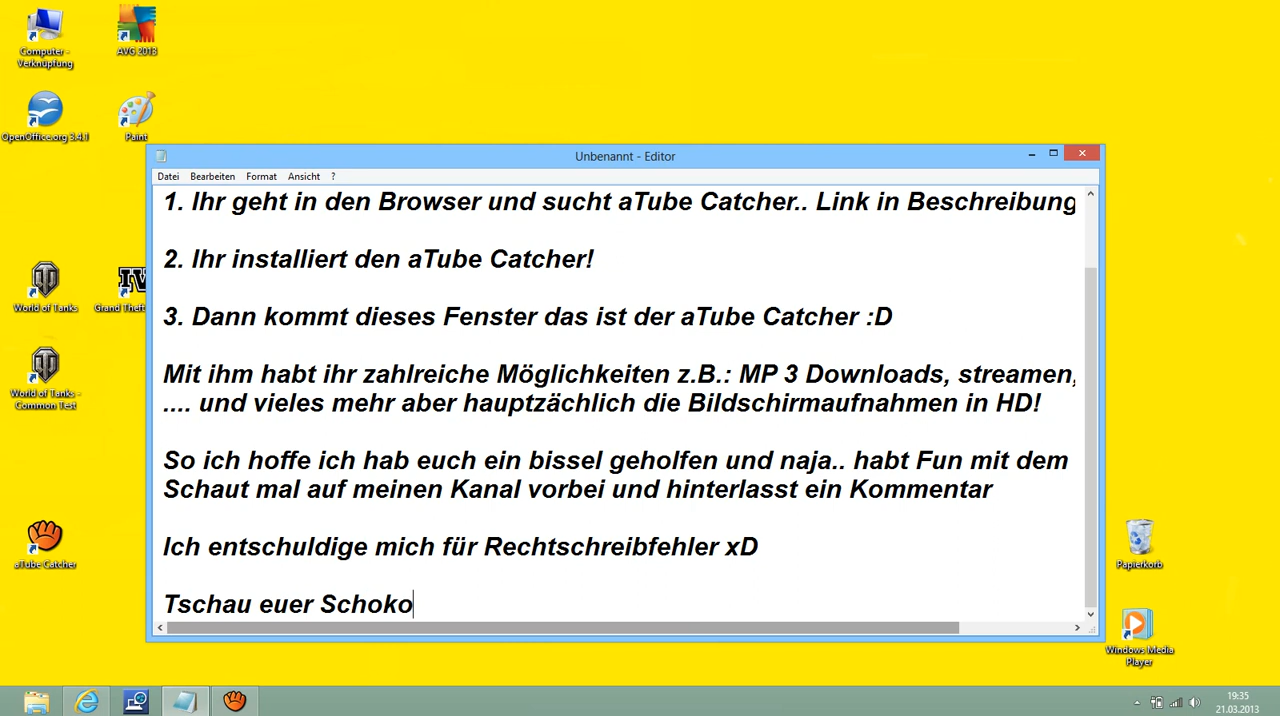 Computer -
Verknüpfung
AVG 2013
OpenOffice.org 3.4.1
Paint
World of Tanks
Grand Theft
World of Tanks -
Common Test
aTube Catcher
Unbenannt - Editor
Datei Bearbeiten Format Ansicht ?
1. Ihr geht in den Browser und sucht aTube Catcher.. Link in Beschreibung
2. Ihr installiert den aTube Catcher!
3. Dann kommt dieses Fenster das ist der aTube Catcher :D
Mit ihm habt ihr zahlreiche Möglichkeiten z.B.: MP 3 Downloads, streamen,
.... und vieles mehr aber hauptzächlich die Bildschirmaufnahmen in HD!
So ich hoffe ich hab euch ein bissel geholfen und naja.. habt Fun mit dem
Schaut mal auf meinen Kanal vorbei und hinterlasst ein Kommentar
Ich entschuldige mich für Rechtschreibfehler xD
Tschau euer Schoko
Papierkorb
Windows Media
Player
19:35
21.03.2013